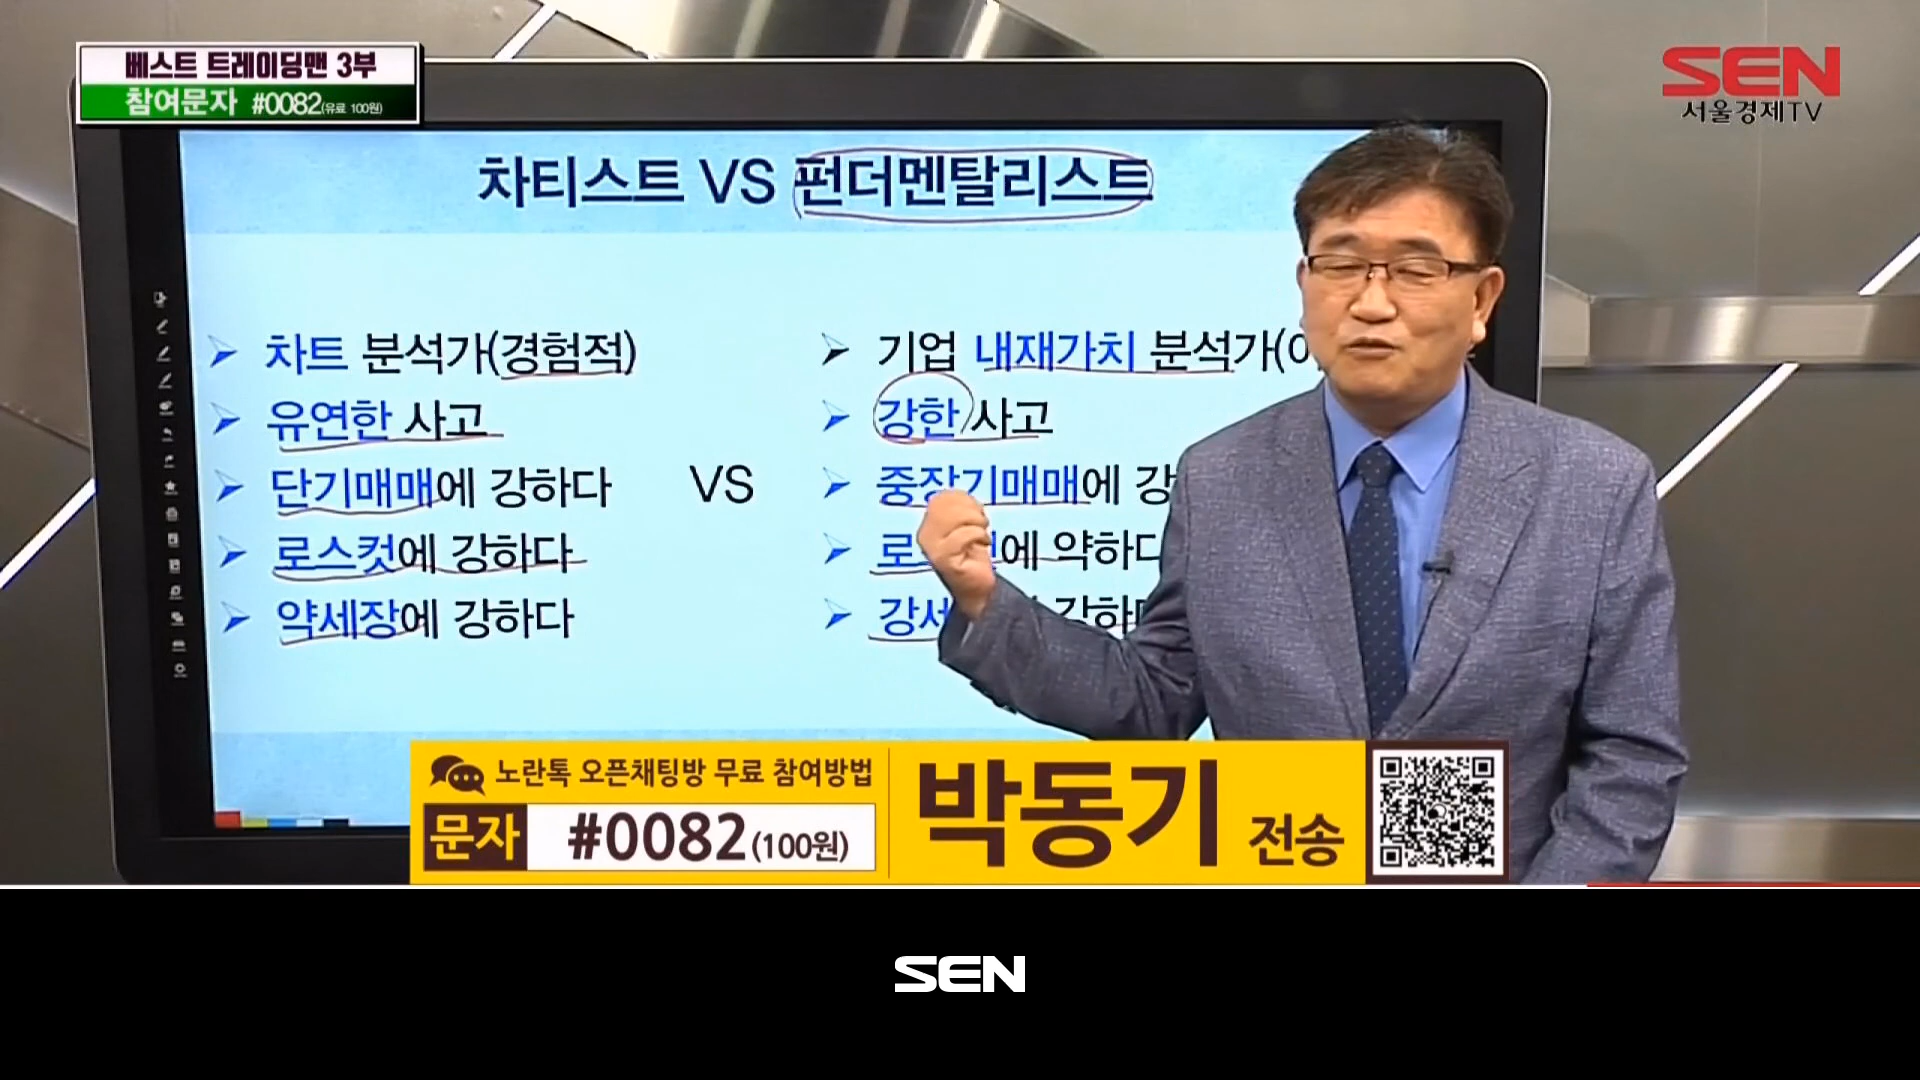 베스트 트레이딩맨 3부
참여문자 #0082(유료 100원)
SEN
서울경제TV
차티스트 VS 펀더멘탈리스트
차트 분석가(경험적)
유연한 사고
단기매매에 강하다
로스컷에 강하다
약세장에 강하다
VS
기업 내재가치 분석가(
강한 사고
중장기매매에 강
에 약하다
강세
노란톡 오픈채팅방 무료 참여방법
문자 #0082(100원)
박동기 전송
SEN